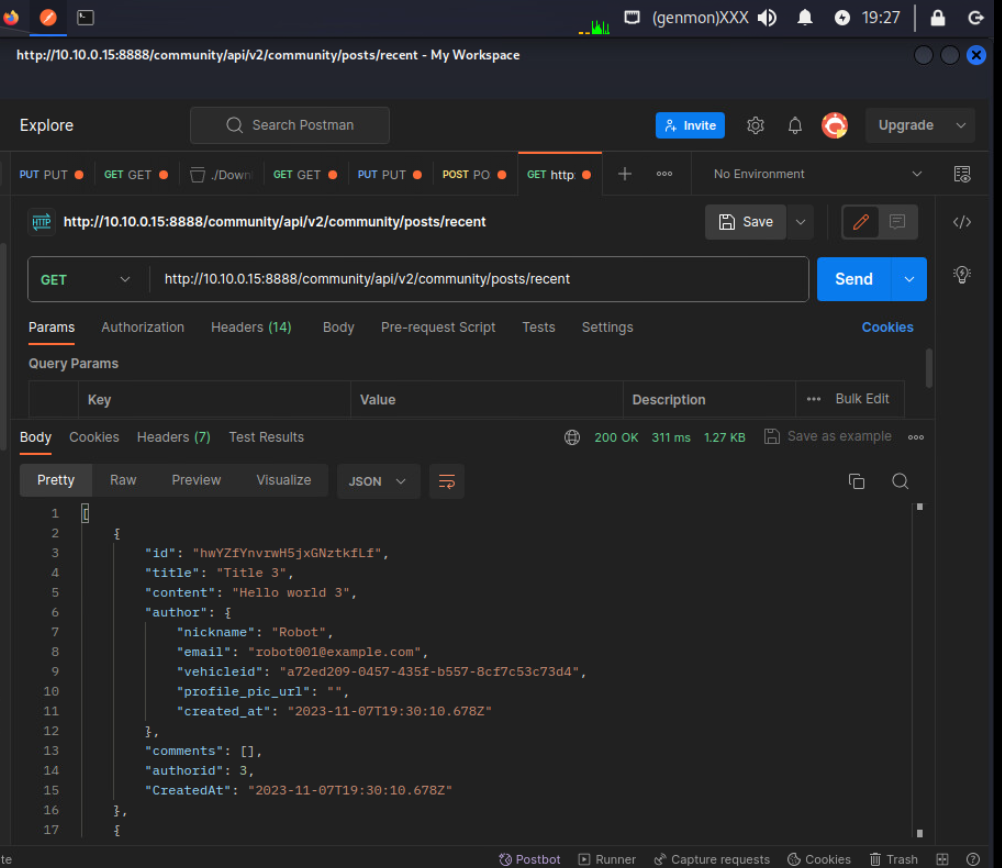 (genmon)XXX 19:27
http://10.10.0.15:8888/community/api/v2/community/posts/recent - My Workspace
Explore Search Postman Invite Upgrade
PUT PUT GET GET ./Down GET GET PUT PUT POST PO GET http: No Environment
HTTP http://10.10.0.15:8888/community/api/v2/community/posts/recent Save
GET http://10.10.0.15:8888/community/api/v2/community/posts/recent Send
Params Authorization Headers (14) Body Pre-request Script Tests Settings Cookies
Query Params
Key Value Description Bulk Edit
Body Cookies Headers (7) Test Results 200 OK 311 ms 1.27 KB Save as example
Pretty Raw Preview Visualize JSON
1 [
2 {
3 "id": "hwYZfYnvrwH5jxGNztkfLf",
4 "title": "Title 3",
5 "content": "Hello world 3",
6 "author": {
7 "nickname": "Robot",
8 "email": "robot001@example.com",
9 "vehicleid": "a72ed209-0457-435f-b557-8cf7c53c73d4",
10 "profile_pic_url": "",
11 "created_at": "2023-11-07T19:30:10.678Z"
12 },
13 "comments": [],
14 "authorid": 3,
15 "CreatedAt": "2023-11-07T19:30:10.678Z"
16 },
17 {
te Postbot Runner Capture requests Cookies Trash